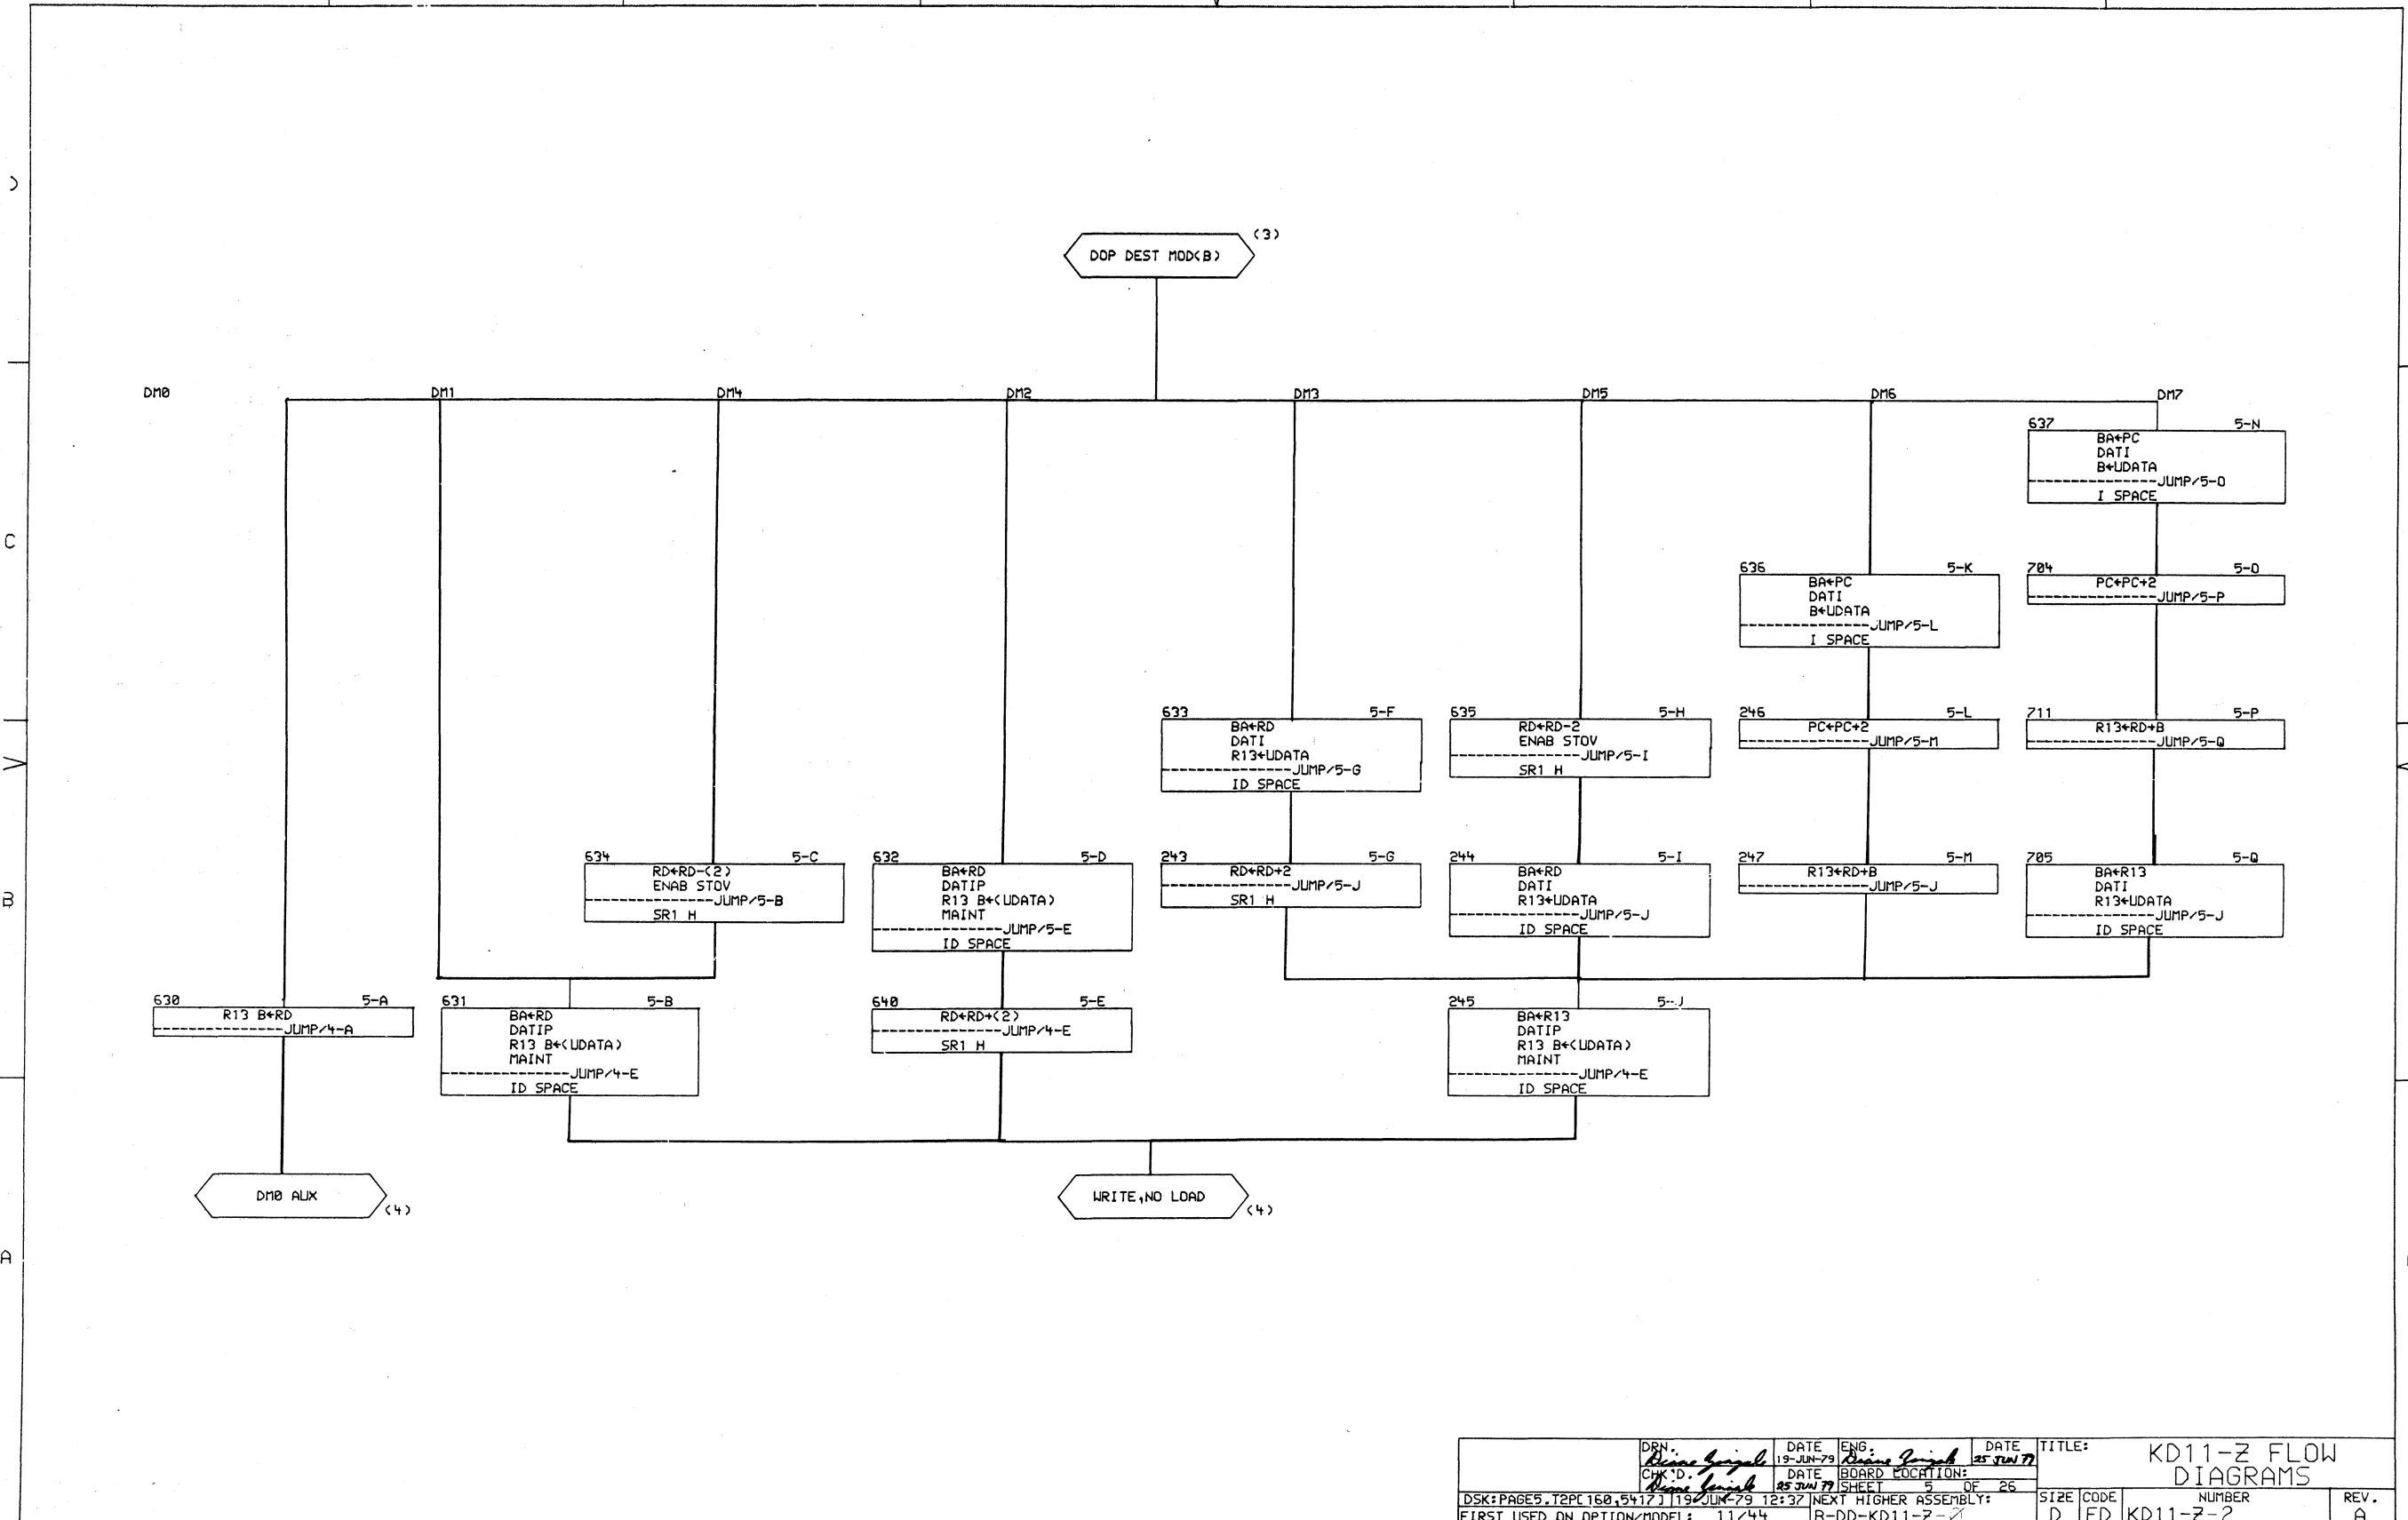 DOP DEST MOD(B)
(3)
DM0
DM1
DM4
DM2
DM3
DM5
DM6
DM7
637 5-N
BA←PC
DATI
B←UDATA
----------------JUMP/5-O
I SPACE
636 5-K
BA←PC
DATI
B←UDATA
----------------JUMP/5-L
I SPACE
704 5-O
PC←PC+2
----------------JUMP/5-P
633 5-F
BA←RD
DATI
R13←UDATA
----------------JUMP/5-G
ID SPACE
635 5-H
RD←RD-2
ENAB STOV
----------------JUMP/5-I
SR1 H
246 5-L
PC←PC+2
----------------JUMP/5-M
711 5-P
R13←RD+B
----------------JUMP/5-Q
634 5-C
RD←RD-(2)
ENAB STOV
----------------JUMP/5-B
SR1 H
632 5-D
BA←RD
DATIP
R13 B←(UDATA)
MAINT
----------------JUMP/5-E
ID SPACE
243 5-G
RD←RD+2
----------------JUMP/5-J
SR1 H
244 5-I
BA←RD
DATI
R13←UDATA
----------------JUMP/5-J
ID SPACE
247 5-M
R13←RD+B
----------------JUMP/5-J
705 5-Q
BA←R13
DATI
R13←UDATA
----------------JUMP/5-J
ID SPACE
630 5-A
R13 B←RD
----------------JUMP/4-A
631 5-B
BA←RD
DATIP
R13 B←(UDATA)
MAINT
----------------JUMP/4-E
ID SPACE
640 5-E
RD←RD+(2)
----------------JUMP/4-E
SR1 H
245 5-J
BA←R13
DATIP
R13 B←(UDATA)
MAINT
----------------JUMP/4-E
ID SPACE
DM0 AUX
(4)
WRITE,NO LOAD
(4)
C
B
A
DRN. Diane DATE 19-JUN-79 ENG. Diane DATE 25 JUN 79
CHK'D. Diane DATE 25 JUN 79 BOARD LOCATION:
SHEET 5 OF 26
TITLE: KD11-Z FLOW
DIAGRAMS
DSK:PAGE5.T2P[160,5417] 19-JUN-79 12:37 NEXT HIGHER ASSEMBLY:
SIZE CODE NUMBER REV.
FIRST USED ON OPTION/MODEL: 11/44 B-DD-KD11-Z
D FD KD11-Z-2 A